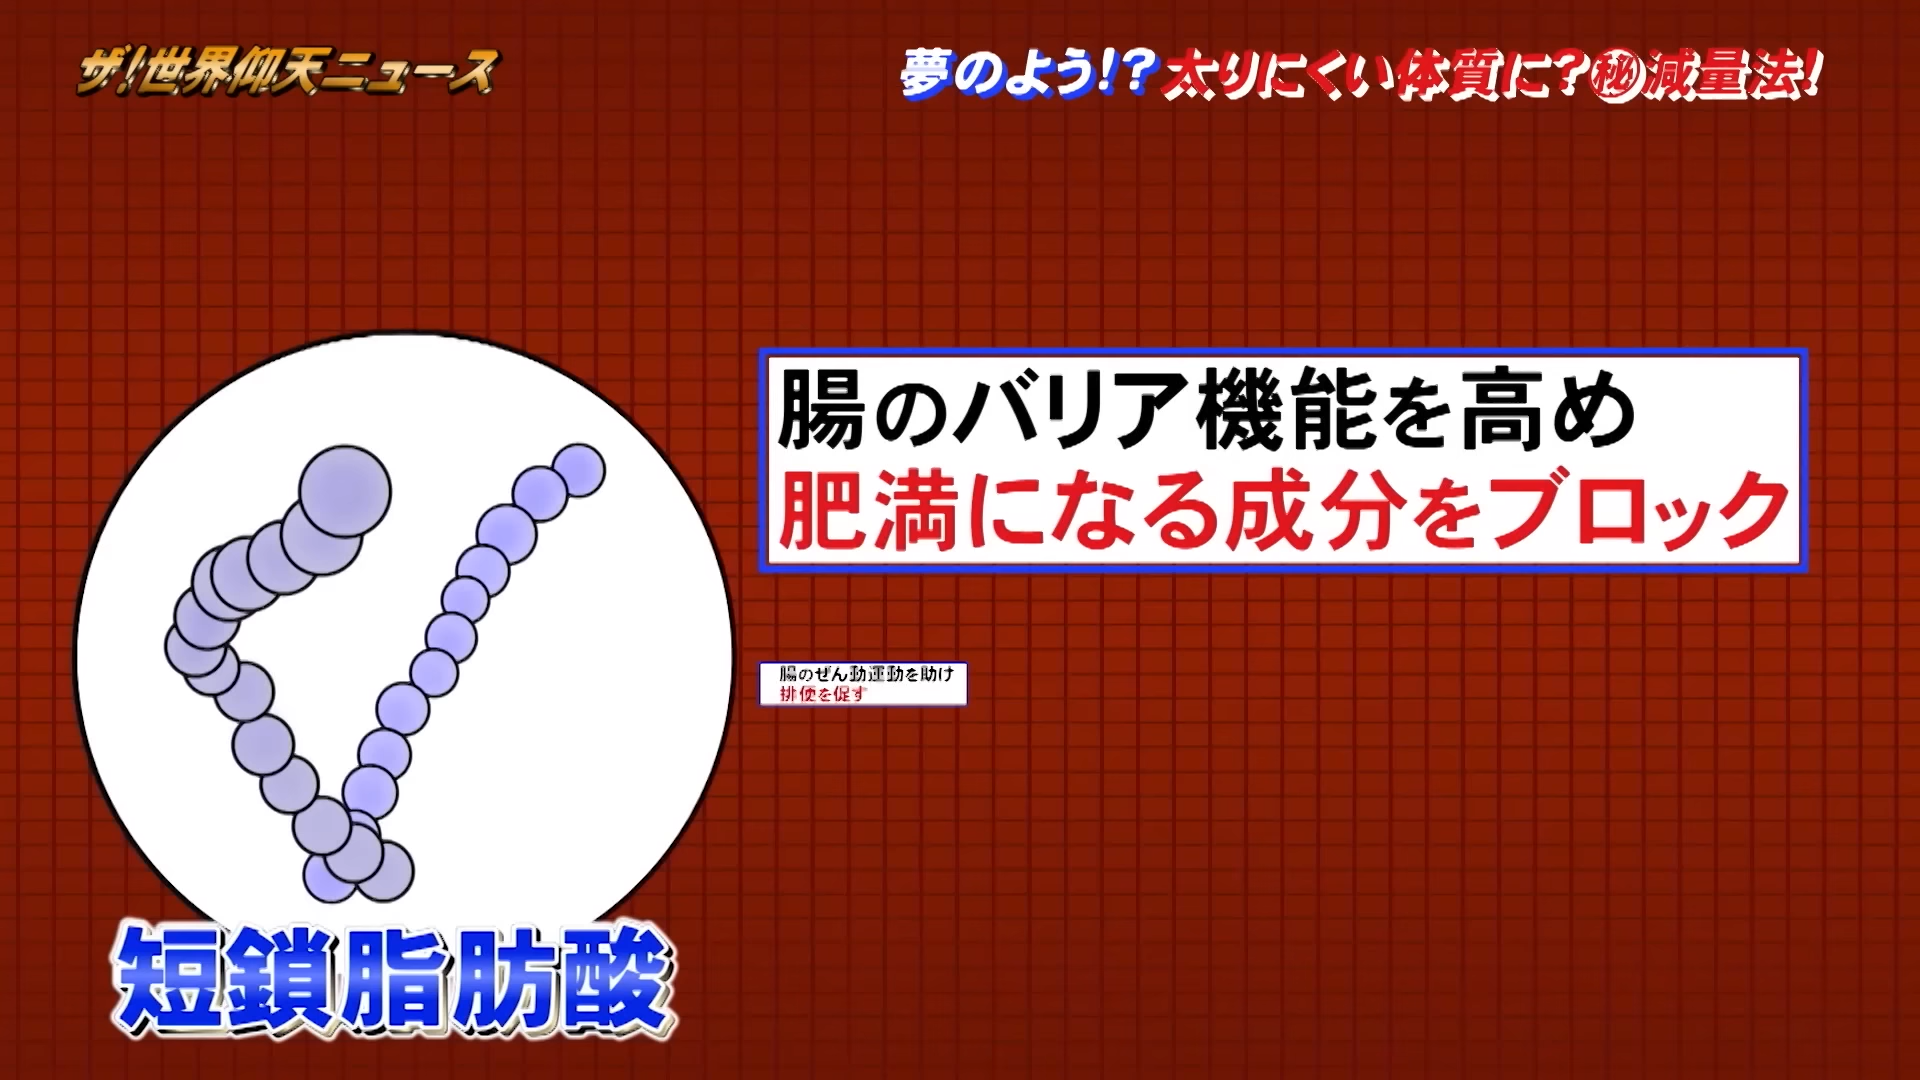 ザ!世界仰天ニュース
夢のよう!?太りにくい体質に?㊙減量法!
腸のバリア機能を高め
肥満になる成分をブロック
腸のぜん動運動を助け
排便を促す
短鎖脂肪酸